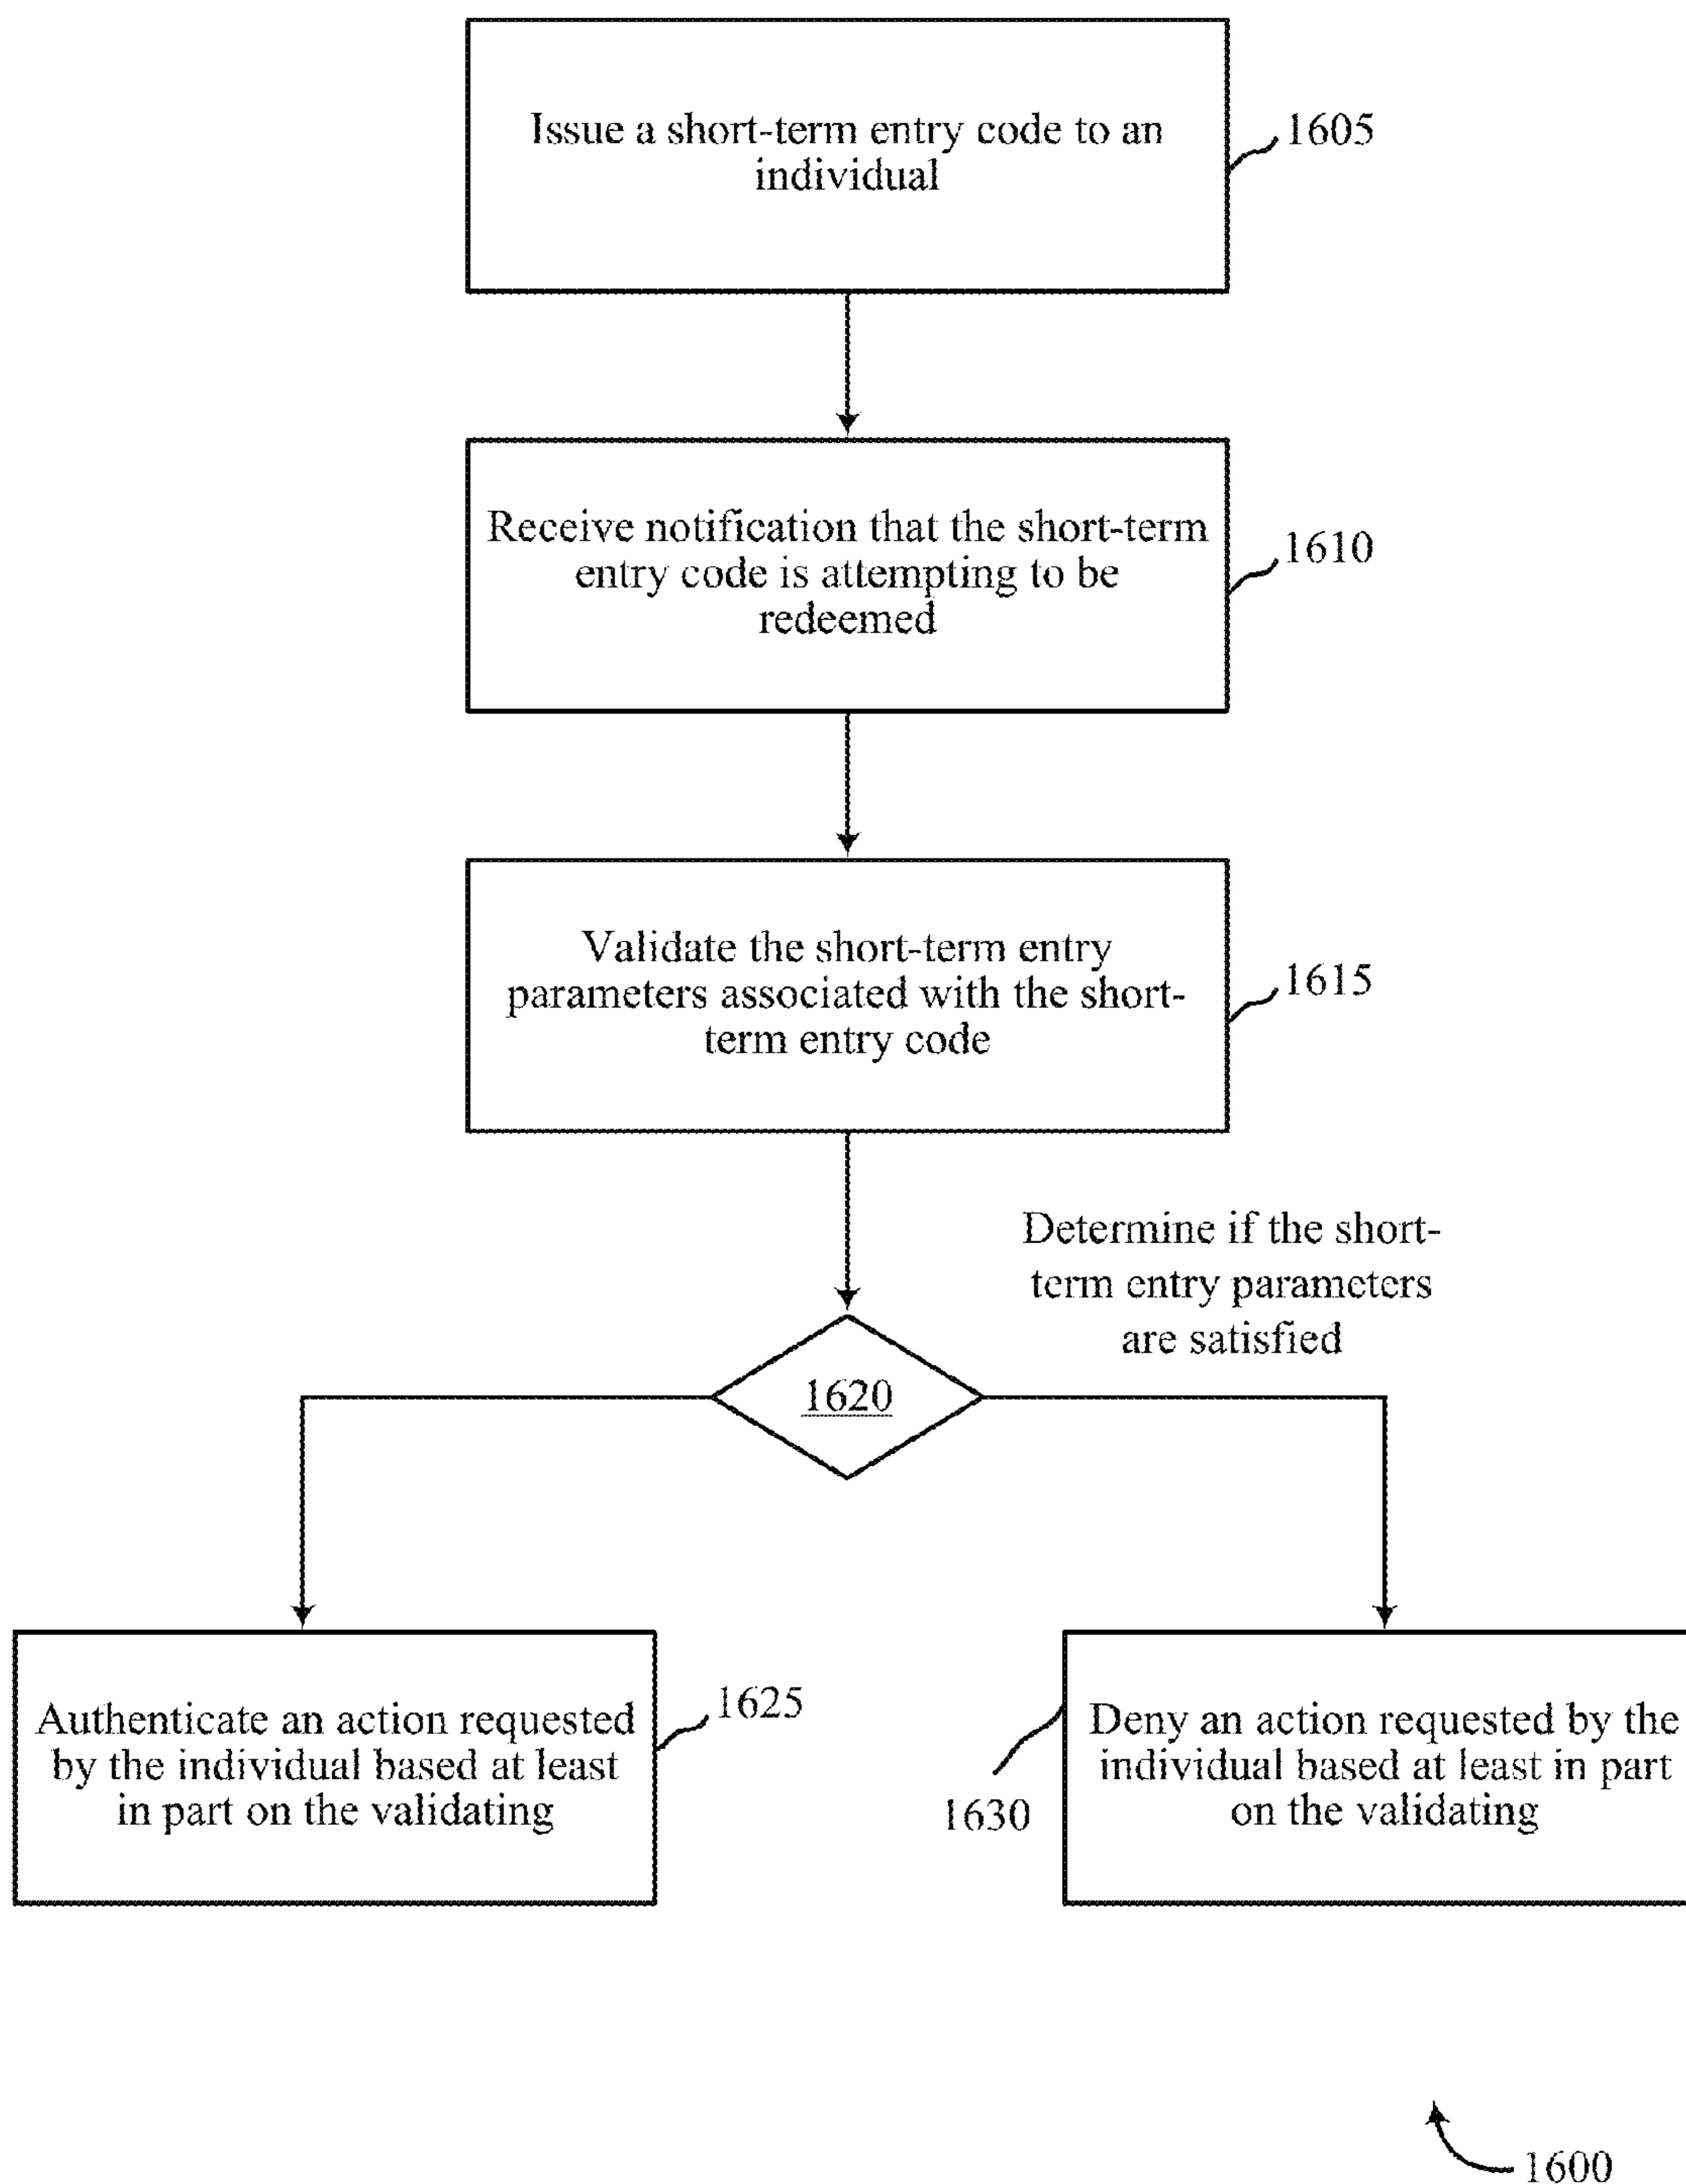 Issue a short-term entry code to an
individual
1605
Receive notification that the short-term
entry code is attempting to be
redeemed
1610
Validate the short-term entry
parameters associated with the short-
term entry code
1615
Determine if the short-
term entry parameters
are satisfied
1620
Authenticate an action requested
by the individual based at least
in part on the validating
1625
Deny an action requested by the
individual based at least in part
on the validating
1630
1600